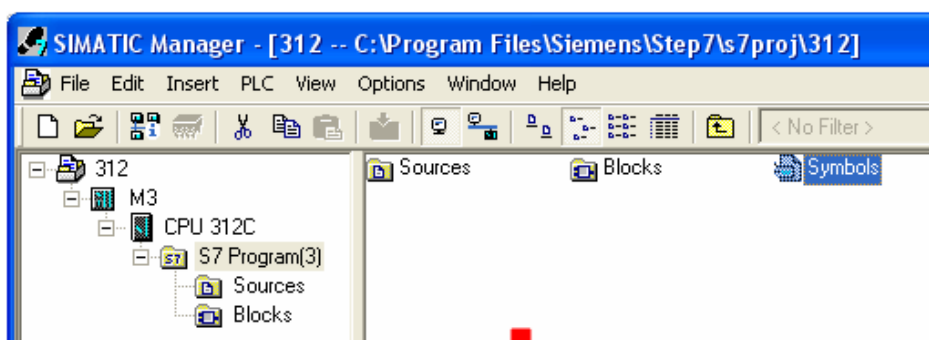 SIMATIC Manager - [312 -- C:\Program Files\Siemens\Step7\s7proj\312]
File Edit Insert PLC View Options Window Help
< No Filter >
312
M3
CPU 312C
S7 Program(3)
Sources
Blocks
Sources Blocks Symbols